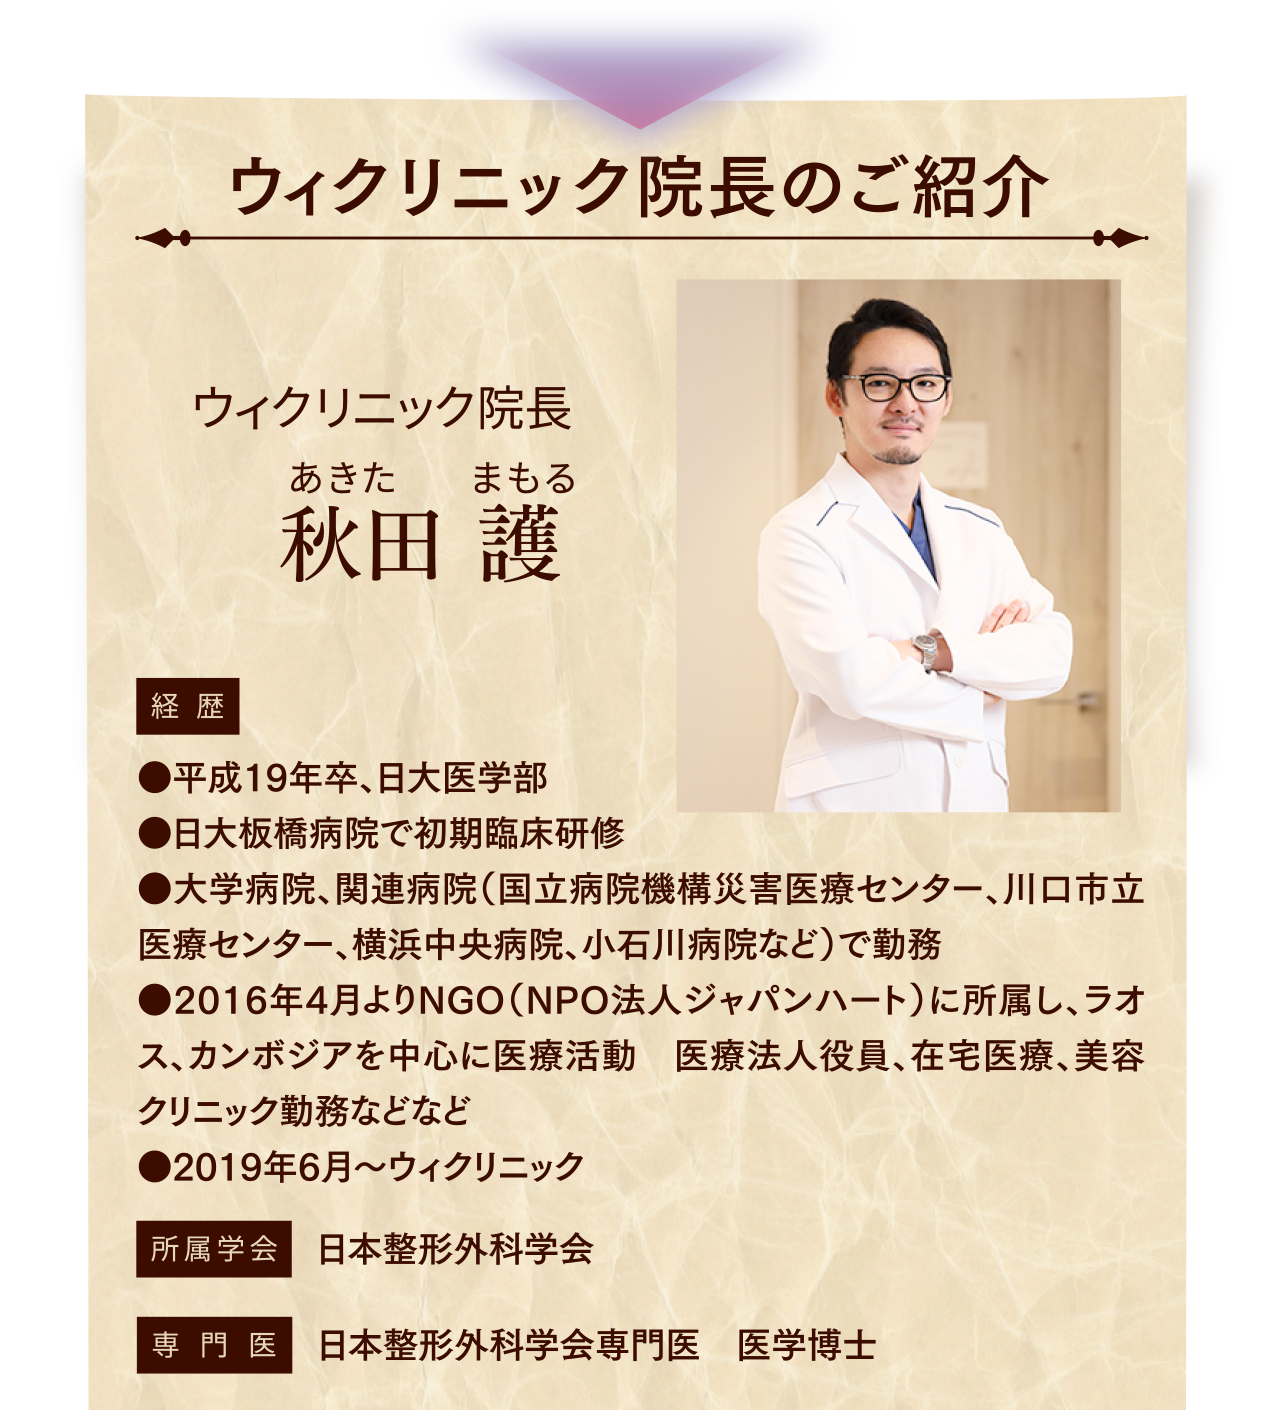 ウィクリニック院長のご紹介
ウィクリニック院長
あきた まもる
秋田 護
経歴
●平成19年卒、日大医学部
●日大板橋病院で初期臨床研修
●大学病院、関連病院（国立病院機構災害医療センター、川口市立
医療センター、横浜中央病院、小石川病院など）で勤務
●2016年4月よりNGO（NPO法人ジャパンハート）に所属し、ラオ
ス、カンボジアを中心に医療活動　医療法人役員、在宅医療、美容
クリニック勤務などなど
●2019年6月～ウィクリニック
所属学会 日本整形外科学会
専門医 日本整形外科学会専門医　医学博士